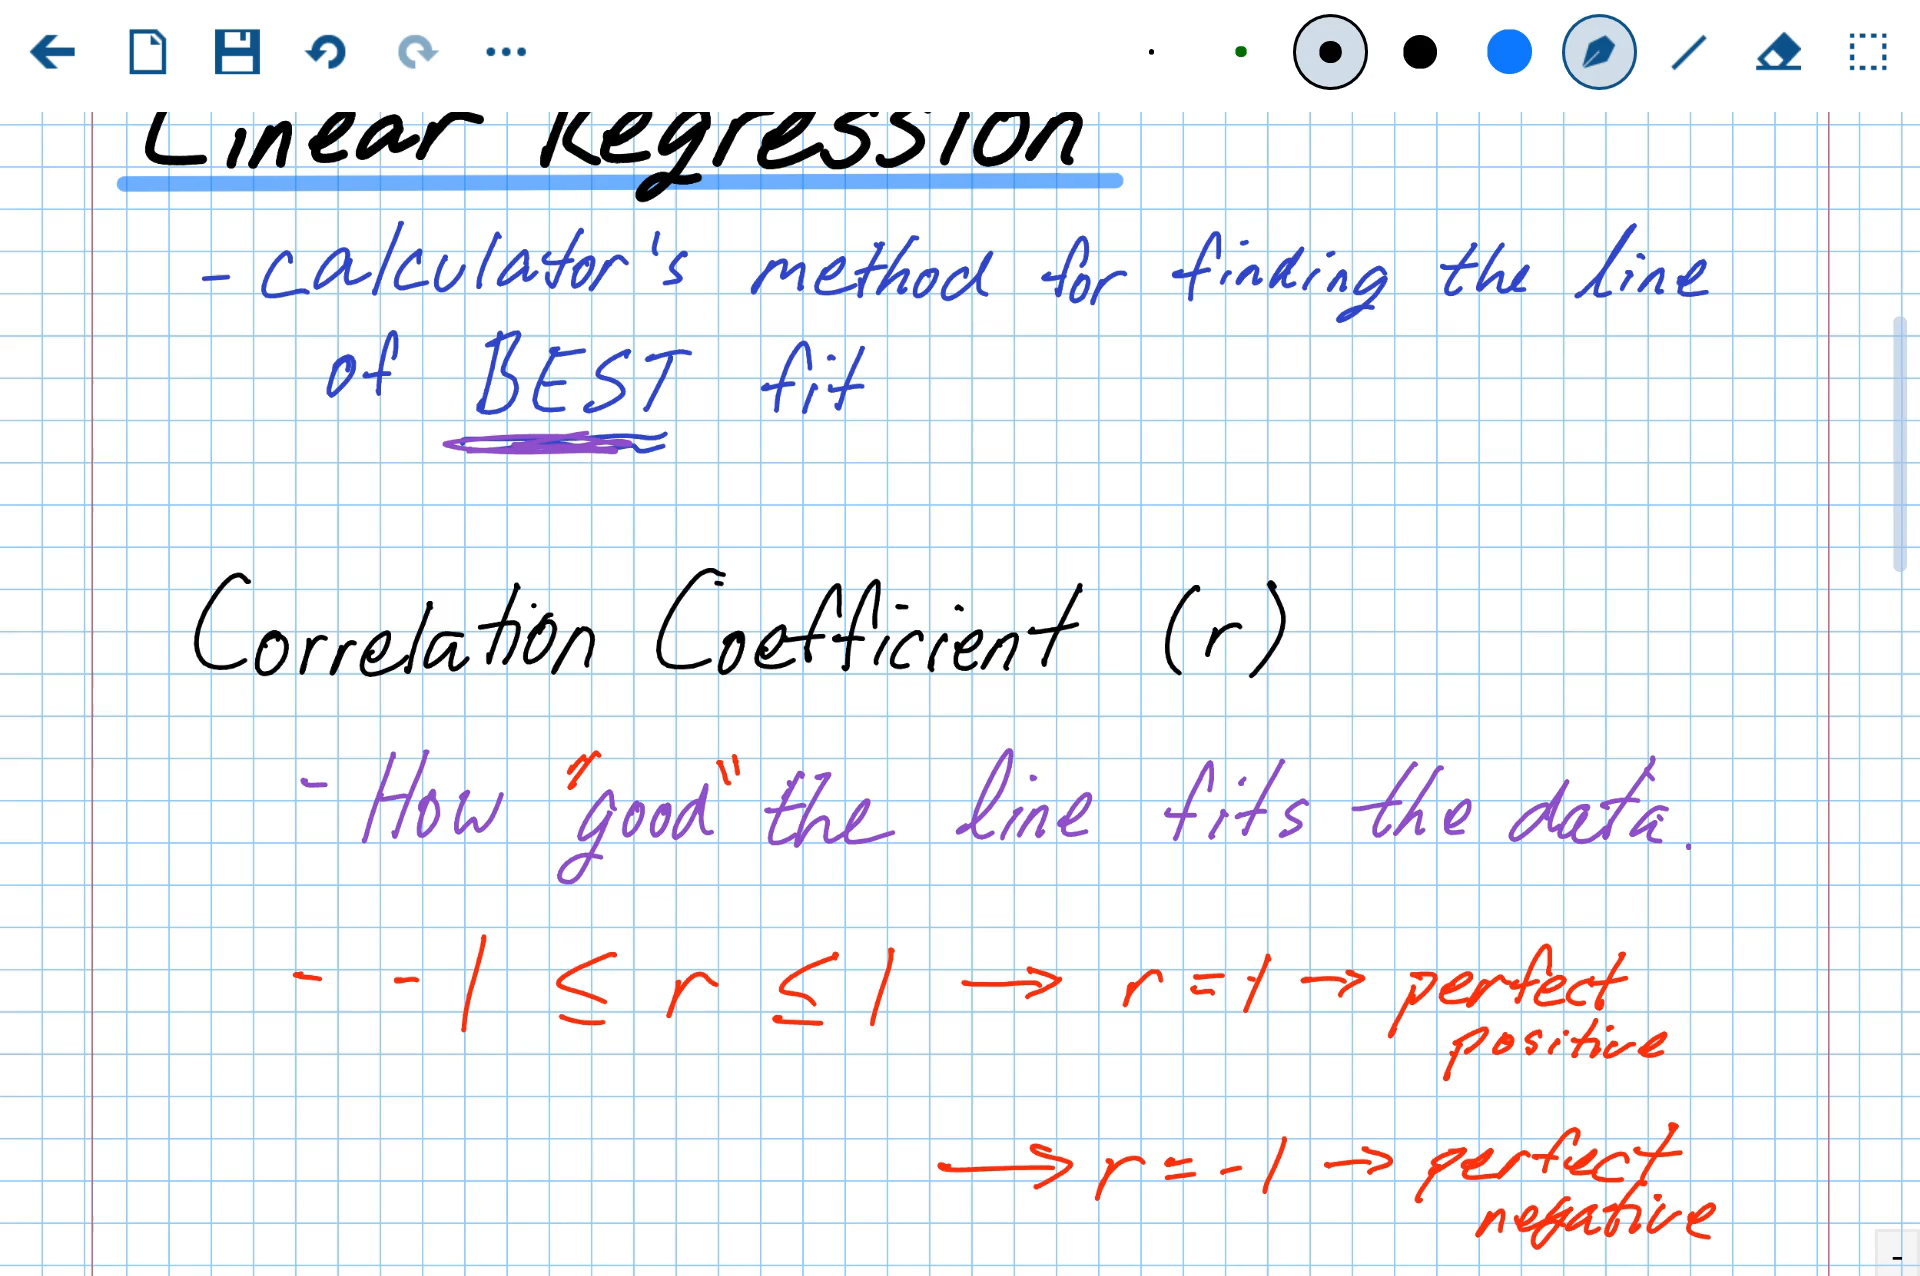 Linear Regression
- calculator's method for finding the line
of BEST fit
Correlation Coefficient (r)
- How "good" the line fits the data.
- -1 ≤ r ≤ 1 → r = 1 → perfect
positive
→ r = -1 → perfect
negative